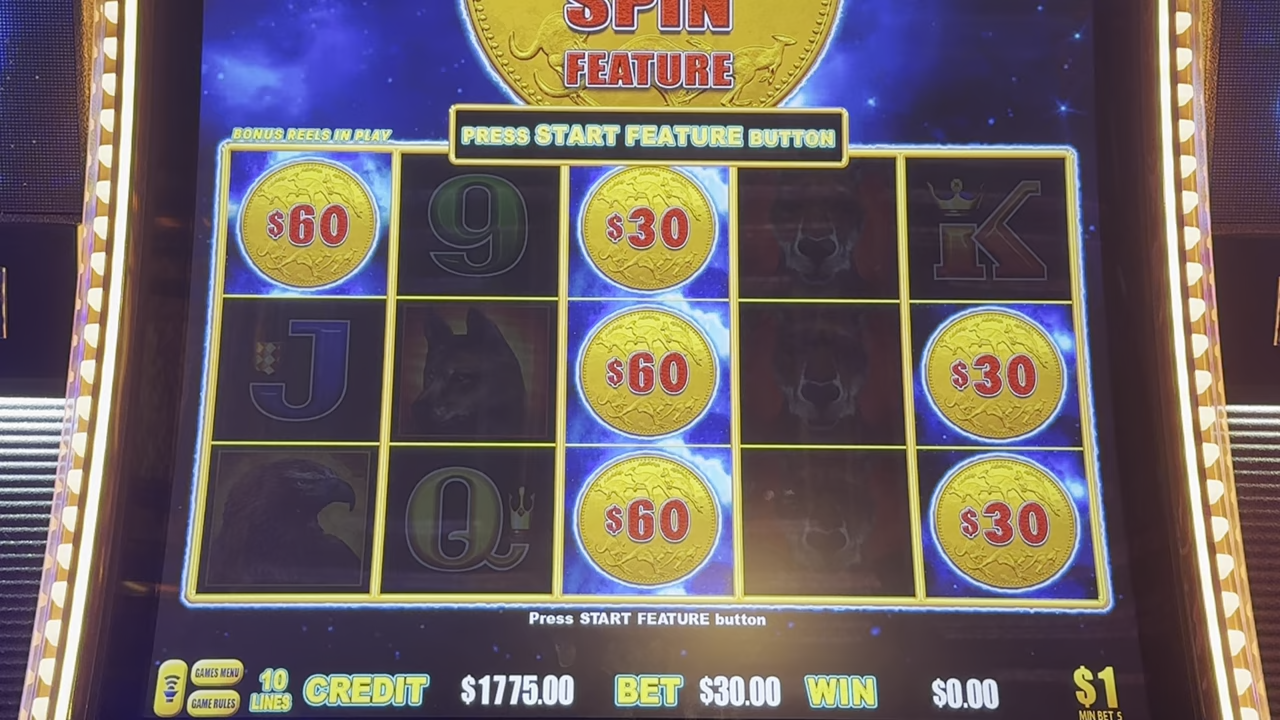 SPIN
FEATURE
PRESS START FEATURE BUTTON
BONUS REELS IN PLAY
$60
9
$30
K
J
$60
$30
Q
$60
$30
Press START FEATURE button
GAMES MENU
GAME RULES
10
LINES
CREDIT
$1775.00
BET
$30.00
WIN
$0.00
$1
MIN BET 5